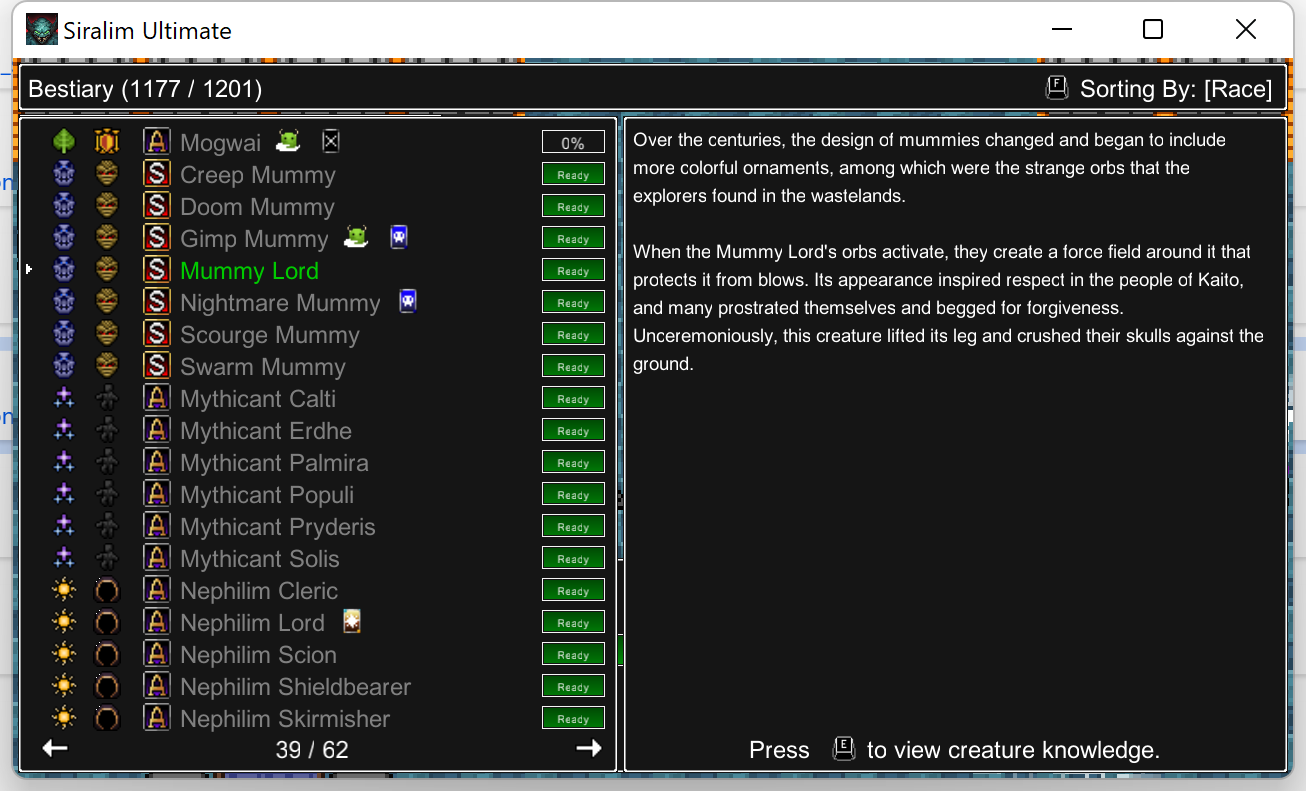 Siralim Ultimate
Bestiary (1177 / 1201)
F Sorting By: [Race]
A Mogwai 0%
S Creep Mummy Ready
S Doom Mummy Ready
S Gimp Mummy Ready
S Mummy Lord Ready
S Nightmare Mummy Ready
S Scourge Mummy Ready
S Swarm Mummy Ready
A Mythicant Calti Ready
A Mythicant Erdhe Ready
A Mythicant Palmira Ready
A Mythicant Populi Ready
A Mythicant Pryderis Ready
A Mythicant Solis Ready
A Nephilim Cleric Ready
A Nephilim Lord Ready
A Nephilim Scion Ready
A Nephilim Shieldbearer Ready
A Nephilim Skirmisher Ready
39 / 62
Over the centuries, the design of mummies changed and began to include
more colorful ornaments, among which were the strange orbs that the
explorers found in the wastelands.
When the Mummy Lord's orbs activate, they create a force field around it that
protects it from blows. Its appearance inspired respect in the people of Kaito,
and many prostrated themselves and begged for forgiveness.
Unceremoniously, this creature lifted its leg and crushed their skulls against the
ground.
Press E to view creature knowledge.